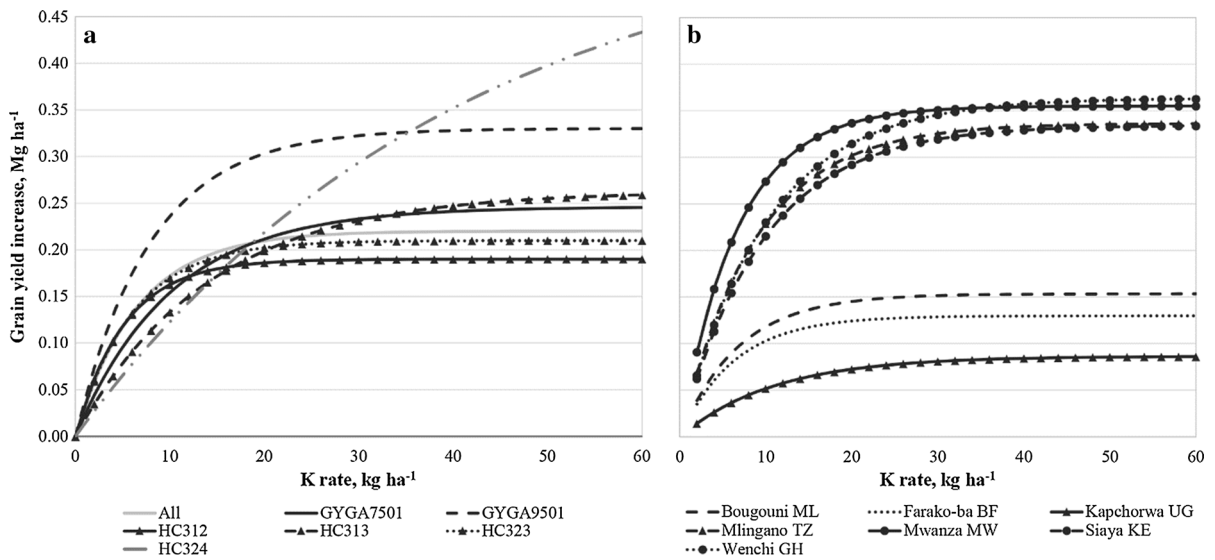 a
b
0.45
0.40
0.35
0.30
0.25
0.20
0.15
0.10
0.05
0.00
Grain yield increase, Mg ha-1
0 10 20 30 40 50 60
0 10 20 30 40 50 60
K rate, kg ha-1
K rate, kg ha-1
All GYGA7501 GYGA9501
HC312 HC313 HC323
HC324
Bougouni ML Farako-ba BF Kapchorwa UG
Mlingano TZ Mwanza MW Siaya KE
Wenchi GH